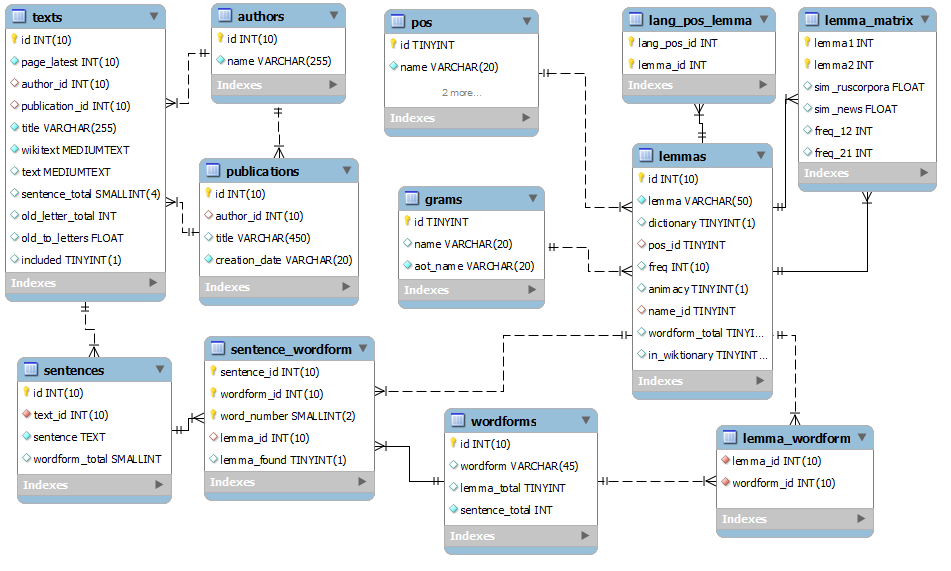 texts
id INT(10)
page_latest INT(10)
author_id INT(10)
publication_id INT(10)
title VARCHAR(255)
wikitext MEDIUMTEXT
text MEDIUMTEXT
sentence_total SMALLINT(4)
old_letter_total INT
old_to_letters FLOAT
included TINYINT(1)
Indexes
authors
id INT(10)
name VARCHAR(255)
Indexes
pos
id TINYINT
name VARCHAR(20)
2 more...
Indexes
lang_pos_lemma
lang_pos_id INT
lemma_id INT
Indexes
lemma_matrix
lemma1 INT
lemma2 INT
sim_ruscorpora FLOAT
sim_news FLOAT
freq_12 INT
freq_21 INT
Indexes
publications
id INT(10)
author_id INT(10)
title VARCHAR(450)
creation_date VARCHAR(20)
Indexes
grams
id TINYINT
name VARCHAR(20)
aot_name VARCHAR(20)
Indexes
lemmas
id INT(10)
lemma VARCHAR(50)
dictionary TINYINT(1)
pos_id TINYINT
freq INT(10)
animacy TINYINT(1)
name_id TINYINT
wordform_total TINYI...
in_wiktionary TINYINT...
Indexes
sentences
id INT(10)
text_id INT(10)
sentence TEXT
wordform_total SMALLINT
Indexes
sentence_wordform
sentence_id INT(10)
wordform_id INT(10)
word_number SMALLINT(2)
lemma_id INT(10)
lemma_found TINYINT(1)
Indexes
wordforms
id INT(10)
wordform VARCHAR(45)
lemma_total TINYINT
sentence_total INT
Indexes
lemma_wordform
lemma_id INT(10)
wordform_id INT(10)
Indexes